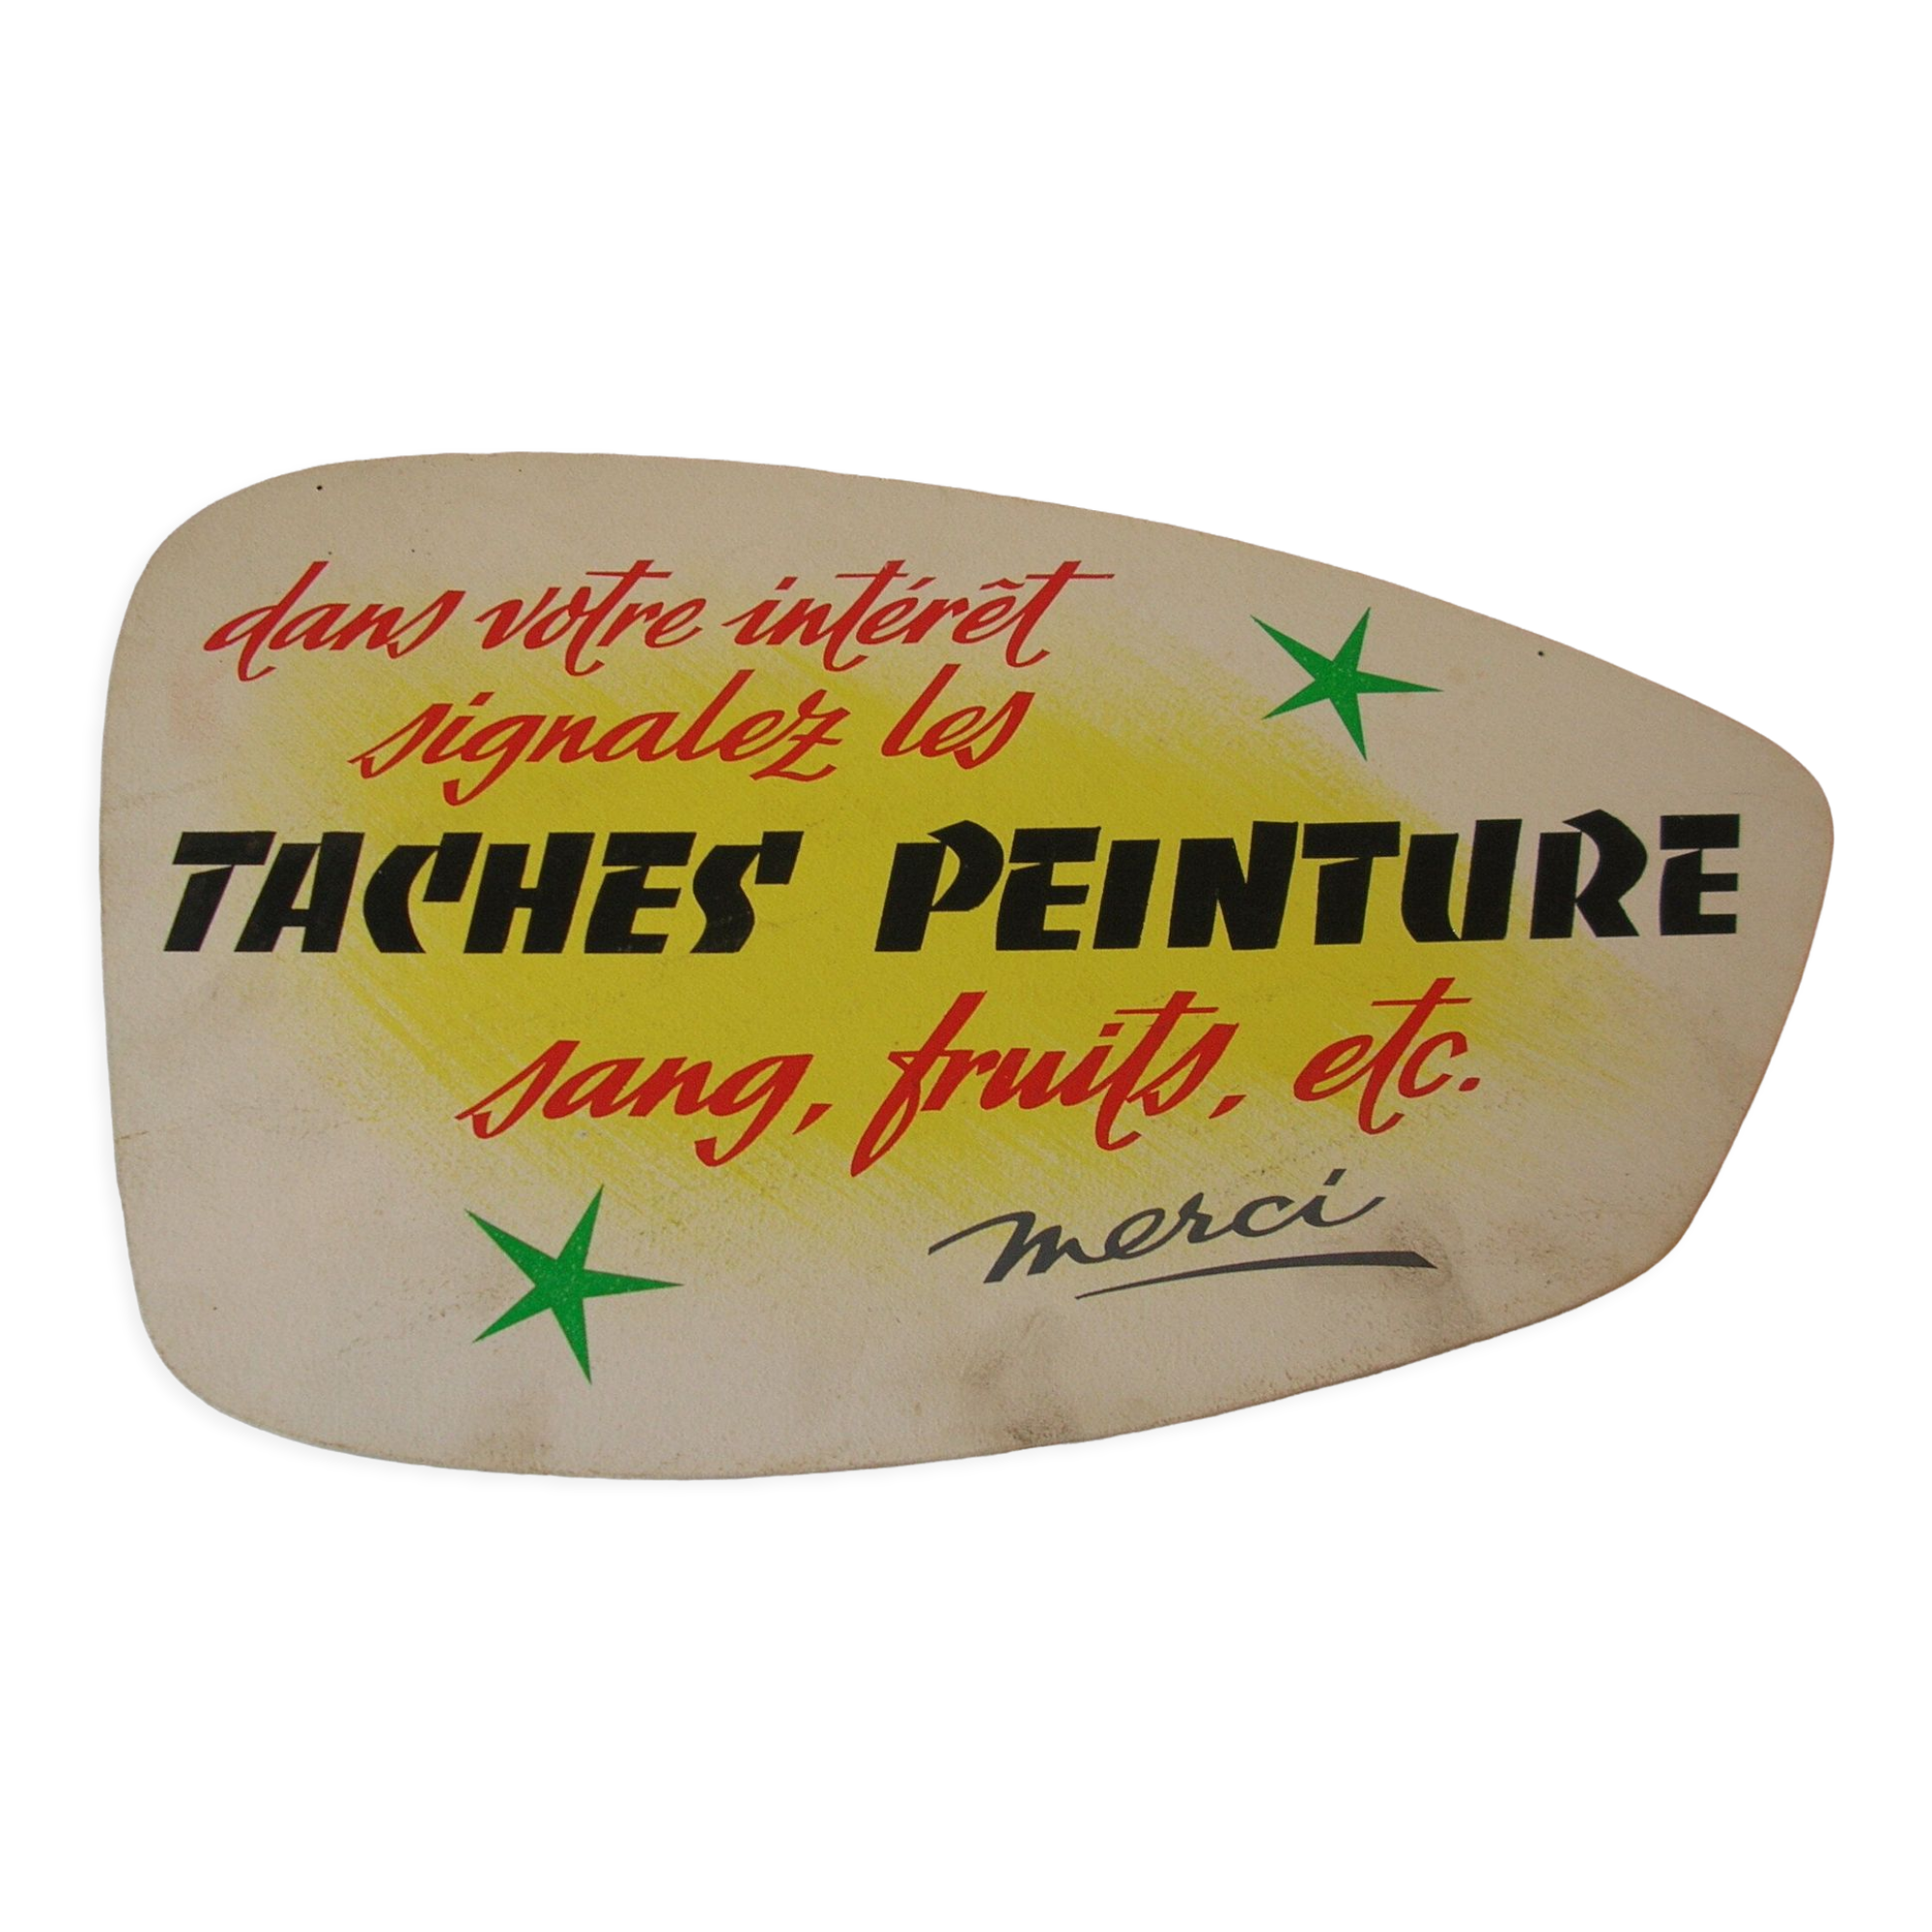 dans votre intérêt
signalez les
TACHES PEINTURE
sang, fruits, etc.
merci